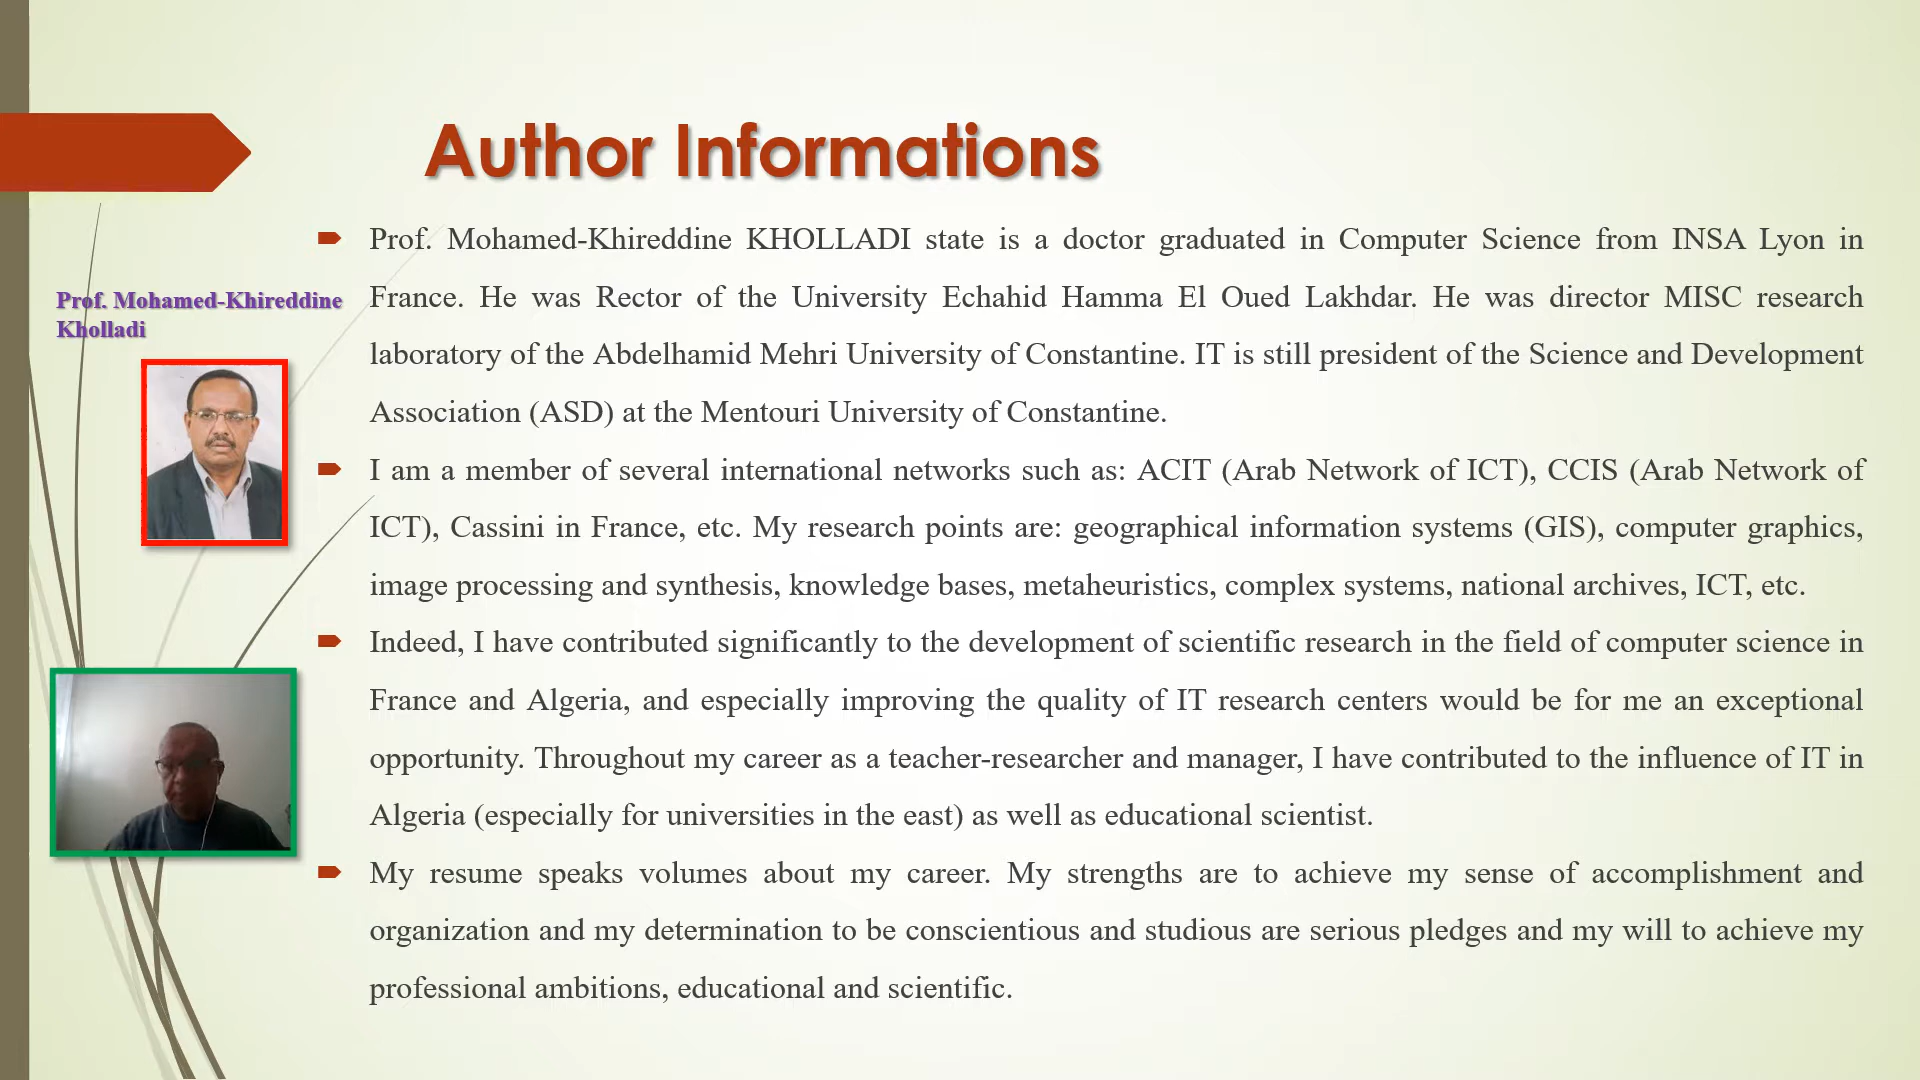 Author Informations
Prof. Mohamed-Khireddine
Kholladi
Prof. Mohamed-Khireddine KHOLLADI state is a doctor graduated in Computer Science from INSA Lyon in
France. He was Rector of the University Echahid Hamma El Oued Lakhdar. He was director MISC research
laboratory of the Abdelhamid Mehri University of Constantine. IT is still president of the Science and Development
Association (ASD) at the Mentouri University of Constantine.
I am a member of several international networks such as: ACIT (Arab Network of ICT), CCIS (Arab Network of
ICT), Cassini in France, etc. My research points are: geographical information systems (GIS), computer graphics,
image processing and synthesis, knowledge bases, metaheuristics, complex systems, national archives, ICT, etc.
Indeed, I have contributed significantly to the development of scientific research in the field of computer science in
France and Algeria, and especially improving the quality of IT research centers would be for me an exceptional
opportunity. Throughout my career as a teacher-researcher and manager, I have contributed to the influence of IT in
Algeria (especially for universities in the east) as well as educational scientist.
My resume speaks volumes about my career. My strengths are to achieve my sense of accomplishment and
organization and my determination to be conscientious and studious are serious pledges and my will to achieve my
professional ambitions, educational and scientific.